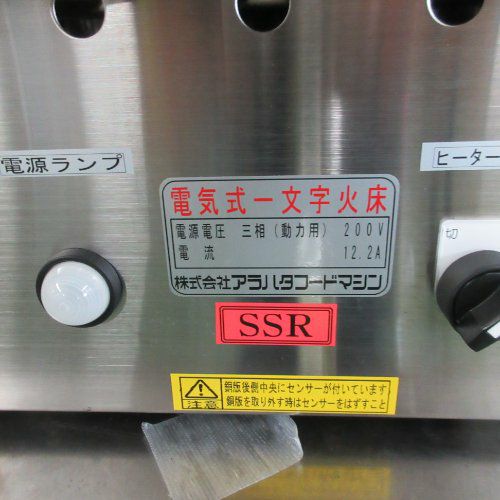 電源ランプ
ヒーター
切
電気式一文字火床
電源電圧 三相(動力用) 200V
電流 12.2A
株式会社アラハタフードマシン
SSR
注意
銅版後側中央にセンサーが付いています
銅版を取り外す時はセンサーをはずすこと